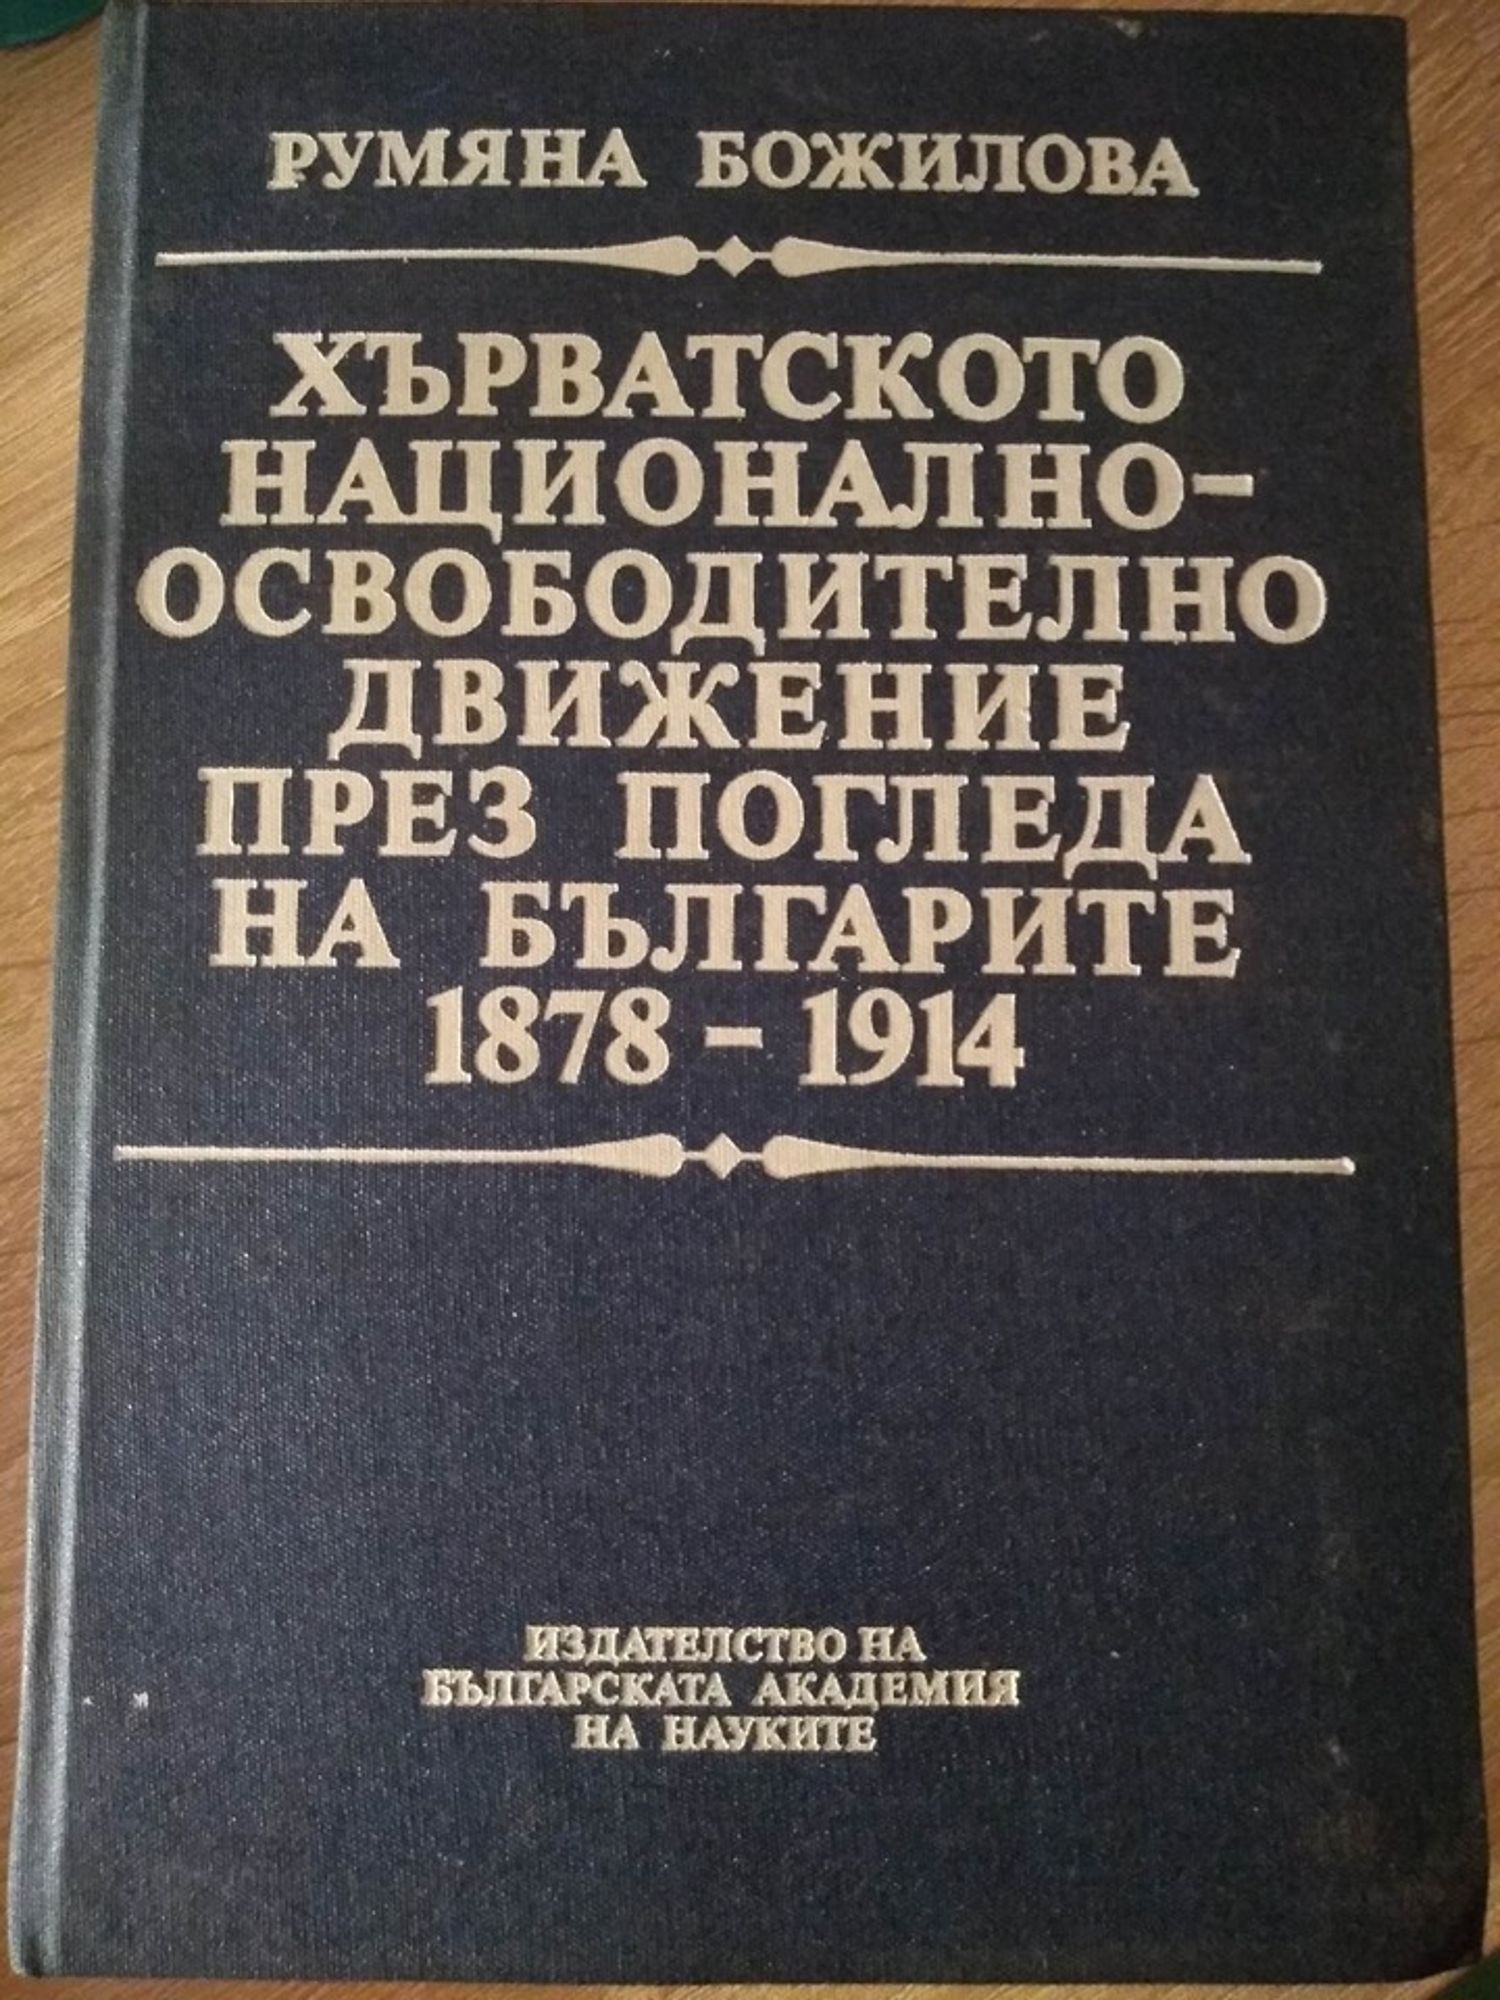 РУМЯНА БОЖИЛОВА
ХЪРВАТСКОТО
НАЦИОНАЛНО-
ОСВОБОДИТЕЛНО
ДВИЖЕНИЕ
ПРЕЗ ПОГЛЕДА
НА БЪЛГАРИТЕ
1878 - 1914
ИЗДАТЕЛСТВО НА
БЪЛГАРСКАТА АКАДЕМИЯ
НА НАУКИТЕ